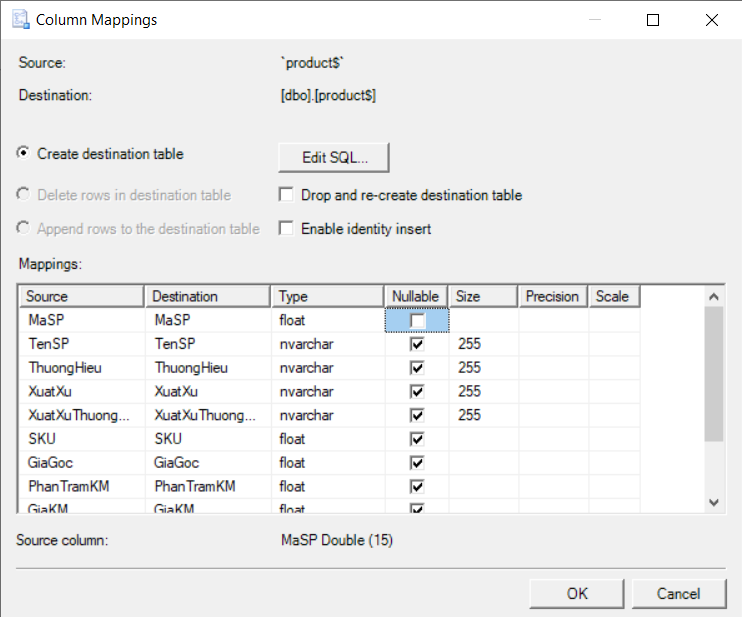 Column Mappings
Source: `product$`
Destination: [dbo].[product$]
Create destination table Edit SQL...
Delete rows in destination table Drop and re-create destination table
Append rows to the destination table Enable identity insert
Mappings:
Source Destination Type Nullable Size Precision Scale
MaSP MaSP float
TenSP TenSP nvarchar 255
ThuongHieu ThuongHieu nvarchar 255
XuatXu XuatXu nvarchar 255
XuatXuThuong... XuatXuThuong... nvarchar 255
SKU SKU float
GiaGoc GiaGoc float
PhanTramKM PhanTramKM float
GiaKM GiaKM float
Source column: MaSP Double (15)
OK Cancel